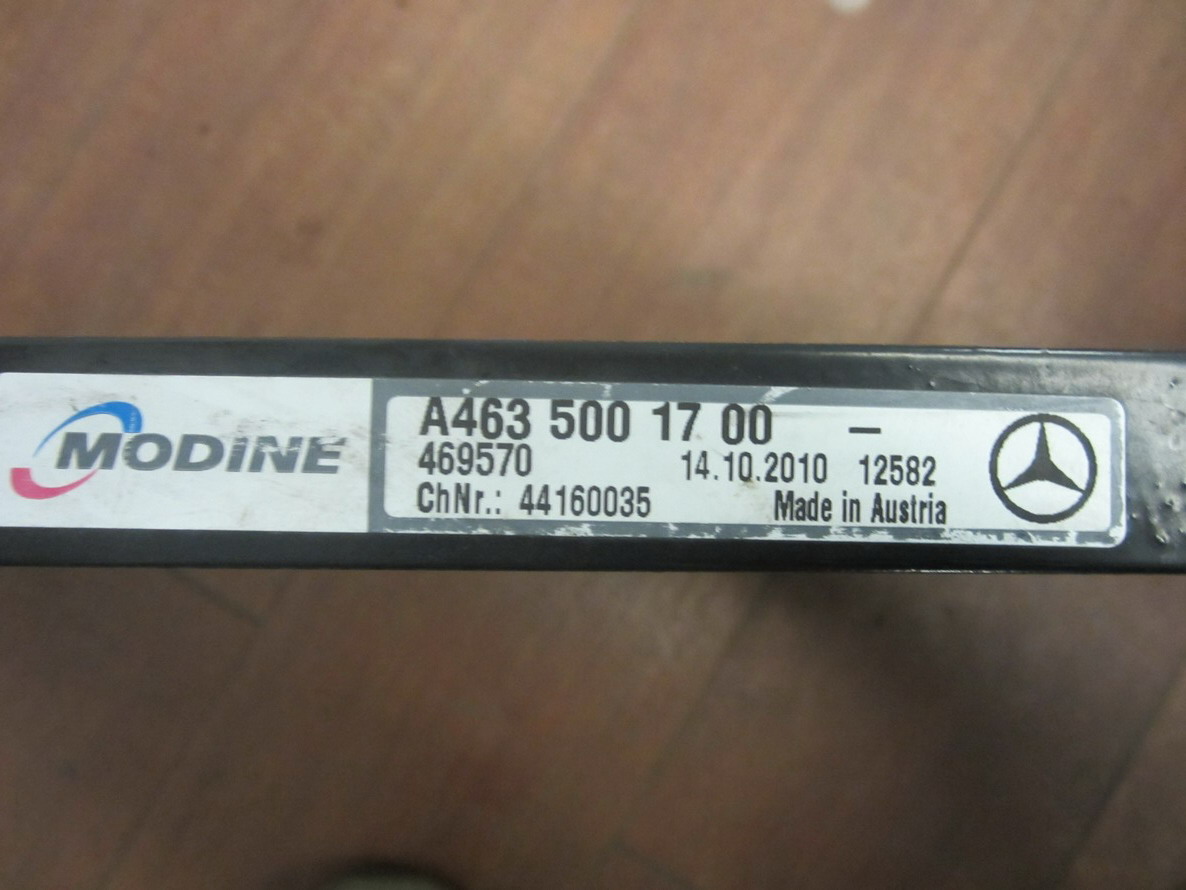 MODINE
A463 500 17 00 –
469570 14.10.2010 12582
ChNr.: 44160035 Made in Austria